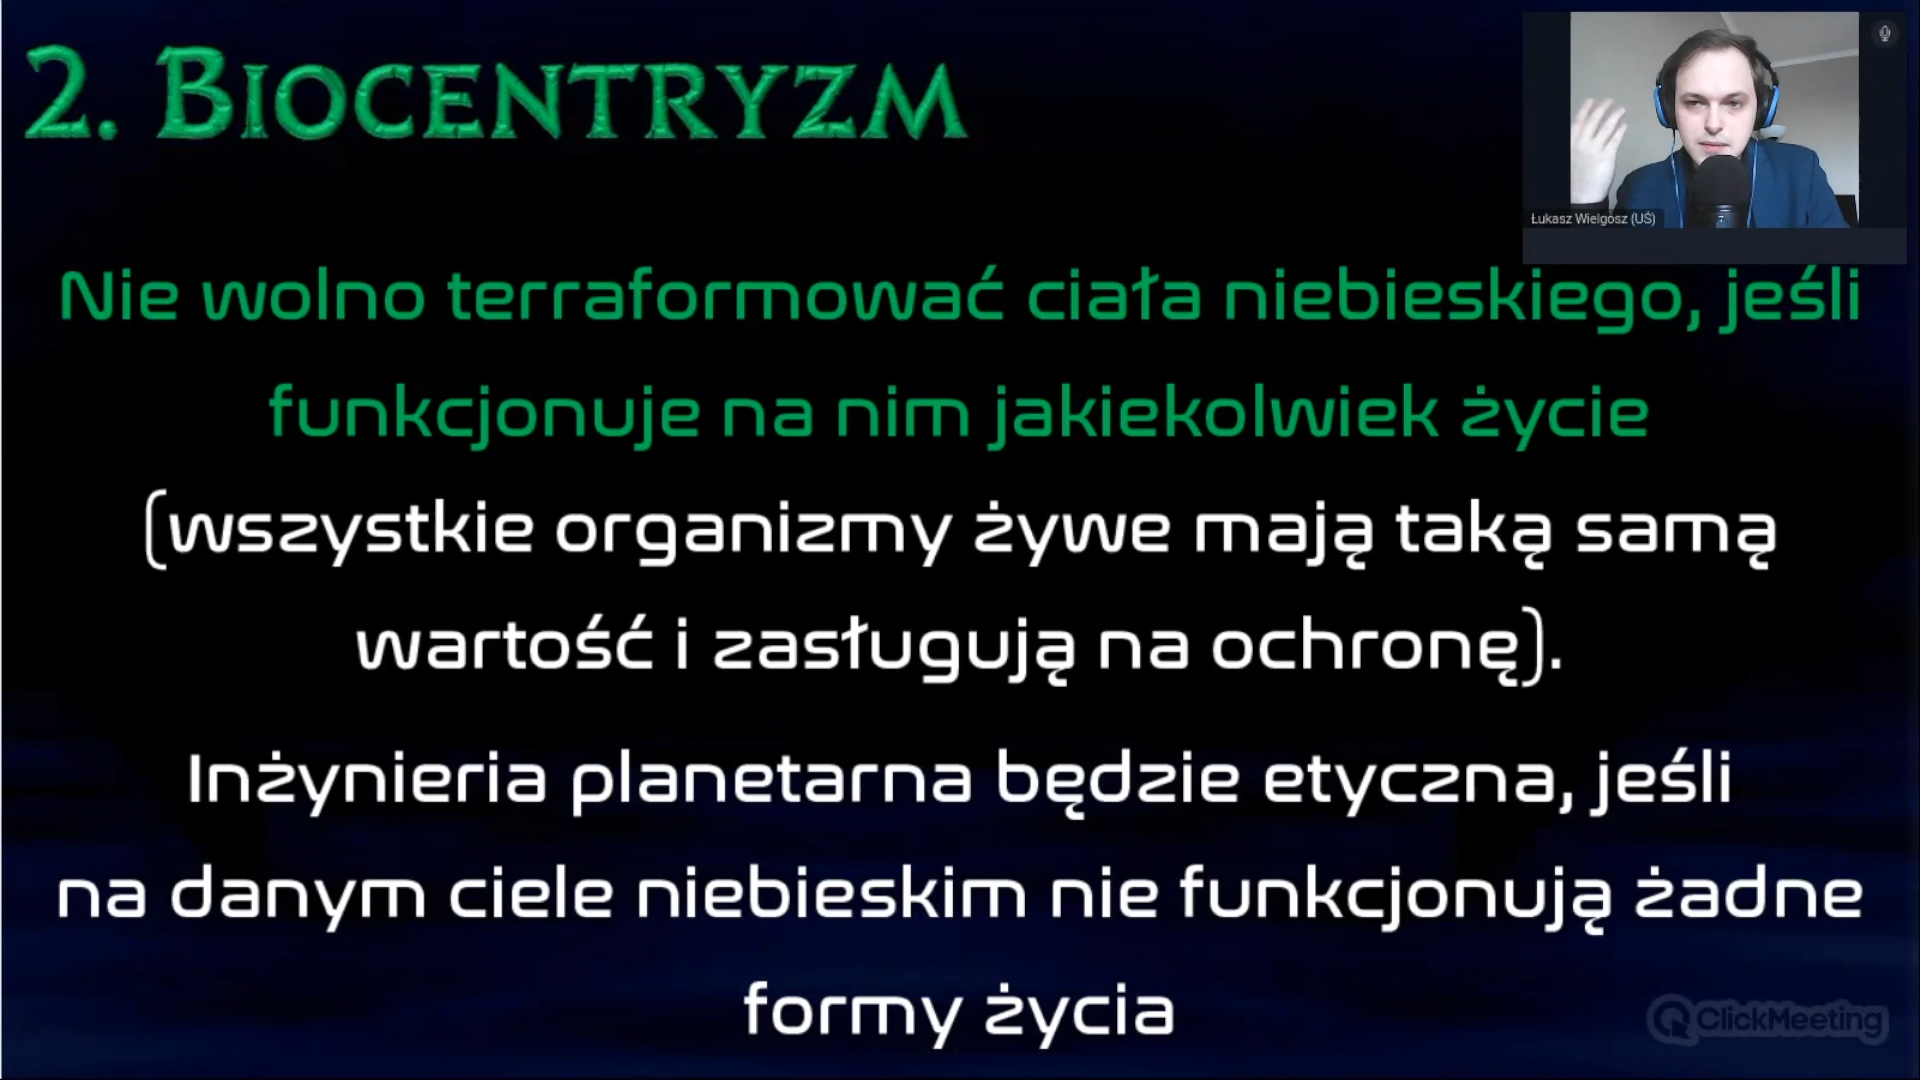 2. BIOCENTRYZM
Łukasz Wielgosz (UŚ)
Nie wolno terraformować ciała niebieskiego, jeśli
funkcjonuje na nim jakiekolwiek życie
(wszystkie organizmy żywe mają taką samą
wartość i zasługują na ochronę).
Inżynieria planetarna będzie etyczna, jeśli
na danym ciele niebieskim nie funkcjonują żadne
formy życia
ClickMeeting